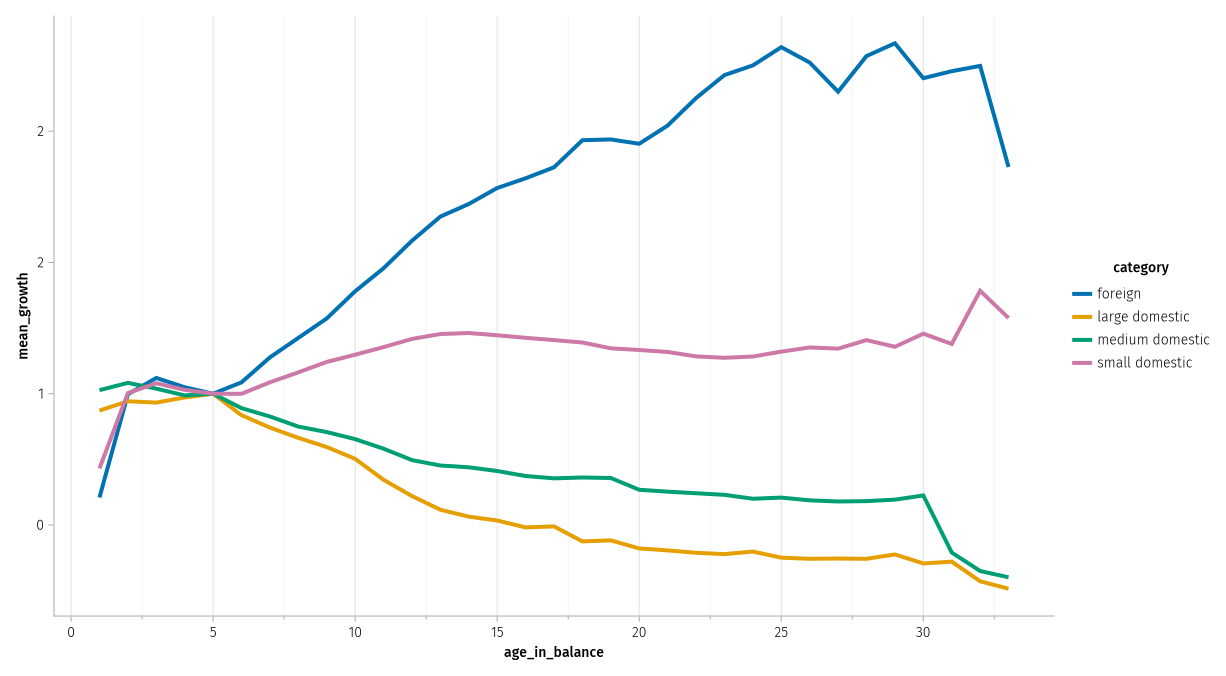 mean_growth
2
2
1
0
0 5 10 15 20 25 30
age_in_balance
category
foreign
large domestic
medium domestic
small domestic